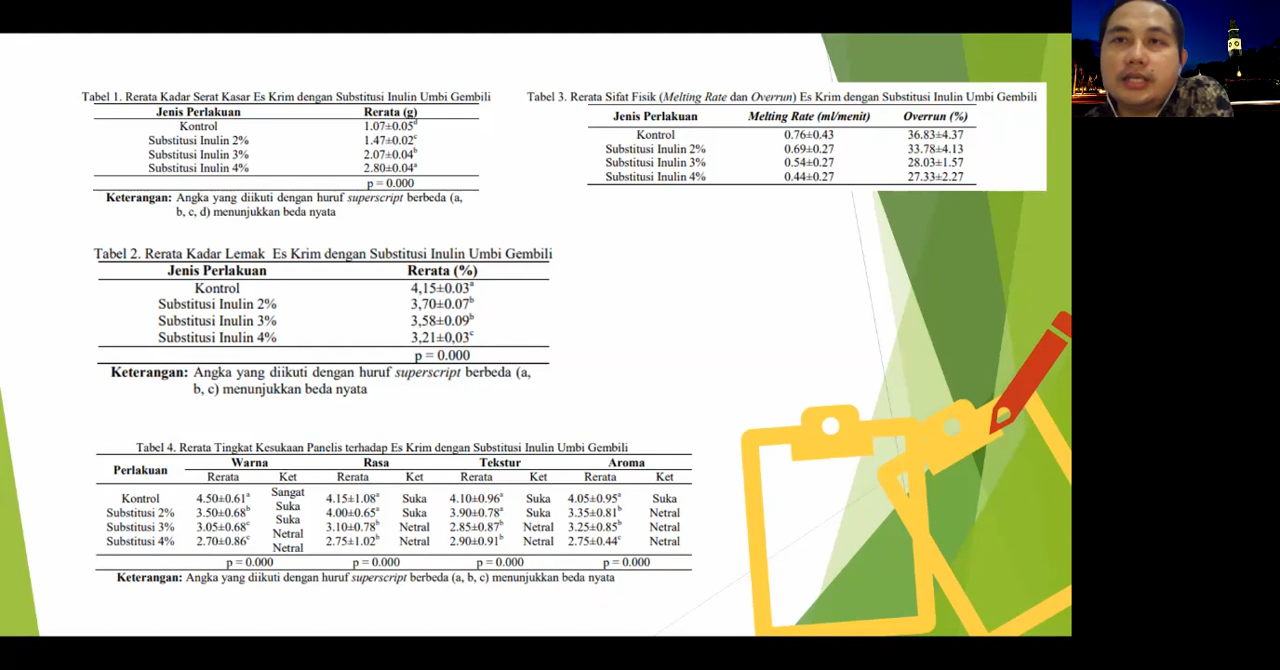 Tabel 1. Rerata Kadar Serat Kasar Es Krim dengan Substitusi Inulin Umbi Gembili
Jenis Perlakuan Rerata (g)
Kontrol 1.07±0.05d
Substitusi Inulin 2% 1.47±0.02c
Substitusi Inulin 3% 2.07±0.04b
Substitusi Inulin 4% 2.80±0.04a
p = 0.000
Keterangan: Angka yang diikuti dengan huruf superscript berbeda (a,
b, c, d) menunjukkan beda nyata
Tabel 3. Rerata Sifat Fisik (Melting Rate dan Overrun) Es Krim dengan Substitusi Inulin Umbi Gembili
Jenis Perlakuan Melting Rate (ml/menit) Overrun (%)
Kontrol 0.76±0.43 36.83±4.37
Substitusi Inulin 2% 0.69±0.27 33.78±4.13
Substitusi Inulin 3% 0.54±0.27 28.03±1.57
Substitusi Inulin 4% 0.44±0.27 27.33±2.27
Tabel 2. Rerata Kadar Lemak Es Krim dengan Substitusi Inulin Umbi Gembili
Jenis Perlakuan Rerata (%)
Kontrol 4,15±0.03a
Substitusi Inulin 2% 3,70±0.07b
Substitusi Inulin 3% 3,58±0.09b
Substitusi Inulin 4% 3,21±0,03c
p = 0.000
Keterangan: Angka yang diikuti dengan huruf superscript berbeda (a,
b, c) menunjukkan beda nyata
Tabel 4. Rerata Tingkat Kesukaan Panelis terhadap Es Krim dengan Substitusi Inulin Umbi Gembili
Perlakuan Warna Rasa Tekstur Aroma
Rerata Ket Rerata Ket Rerata Ket Rerata Ket
Kontrol 4.50±0.61a Sangat Suka 4.15±1.08a Suka 4.10±0.96a Suka 4.05±0.95a Suka
Substitusi 2% 3.50±0.68b Suka 4.00±0.65a Suka 3.90±0.78a Suka 3.35±0.81b Netral
Substitusi 3% 3.05±0.68c Netral 3.10±0.78b Netral 2.85±0.87b Netral 3.25±0.85b Netral
Substitusi 4% 2.70±0.86c Netral 2.75±1.02b Netral 2.90±0.91b Netral 2.75±0.44c Netral
p = 0.000 p = 0.000 p = 0.000 p = 0.000
Keterangan: Angka yang diikuti dengan huruf superscript berbeda (a, b, c) menunjukkan beda nyata